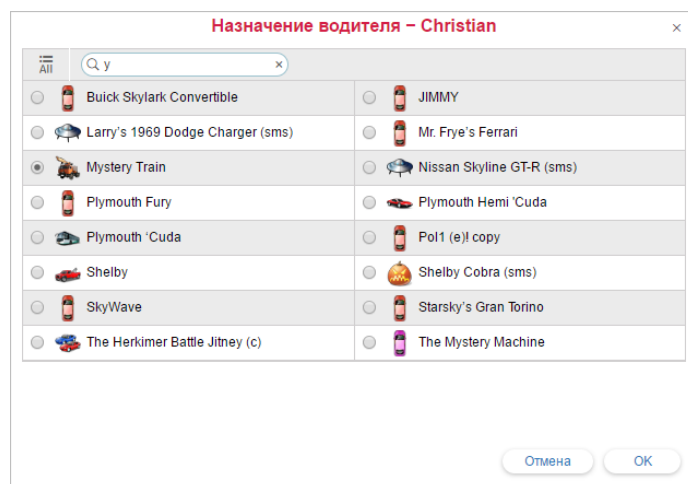 Назначение водителя – Christian
×
All
y ×
Buick Skylark Convertible JIMMY
Larry's 1969 Dodge Charger (sms) Mr. Frye's Ferrari
Mystery Train Nissan Skyline GT-R (sms)
Plymouth Fury Plymouth Hemi 'Cuda
Plymouth ‘Cuda Pol1 (e)! copy
Shelby Shelby Cobra (sms)
SkyWave Starsky's Gran Torino
The Herkimer Battle Jitney (c) The Mystery Machine
Отмена OK